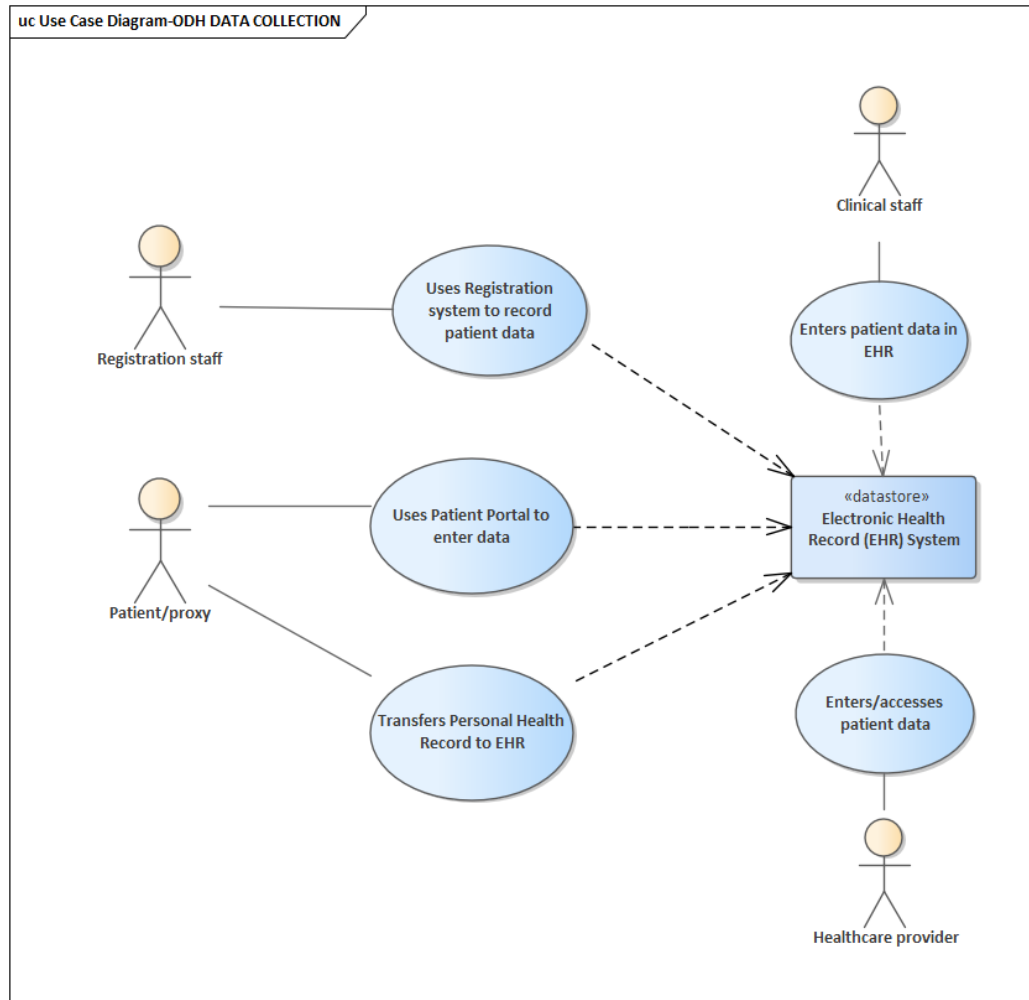 uc Use Case Diagram-ODH DATA COLLECTION
Clinical staff
Uses Registration
system to record
patient data
Registration staff
Enters patient data in
EHR
«datastore»
Electronic Health
Record (EHR) System
Uses Patient Portal to
enter data
Patient/proxy
Transfers Personal Health
Record to EHR
Enters/accesses
patient data
Healthcare provider